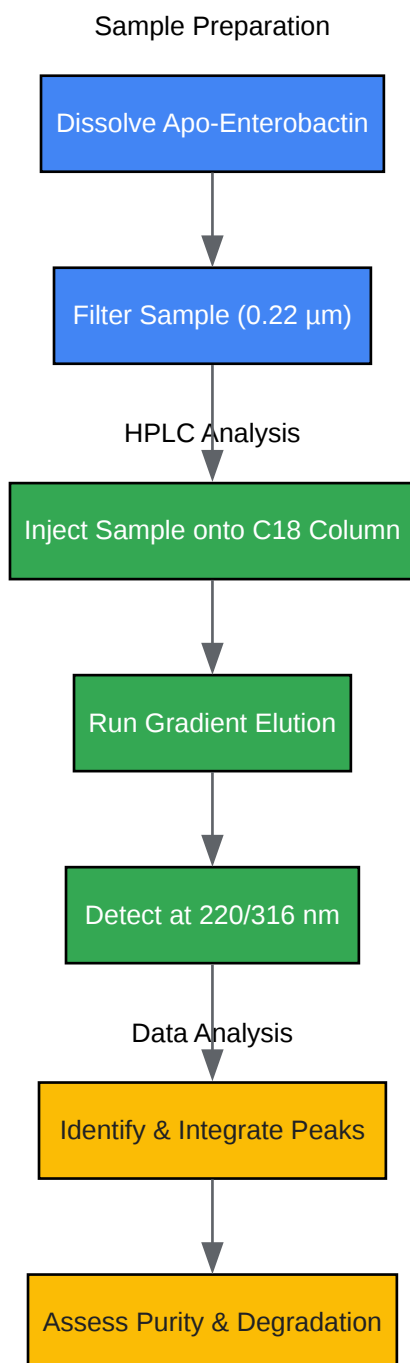 Sample Preparation
Dissolve Apo-Enterobactin
Filter Sample (0.22 µm)
HPLC Analysis
Inject Sample onto C18 Column
Run Gradient Elution
Detect at 220/316 nm
Data Analysis
Identify & Integrate Peaks
Assess Purity & Degradation